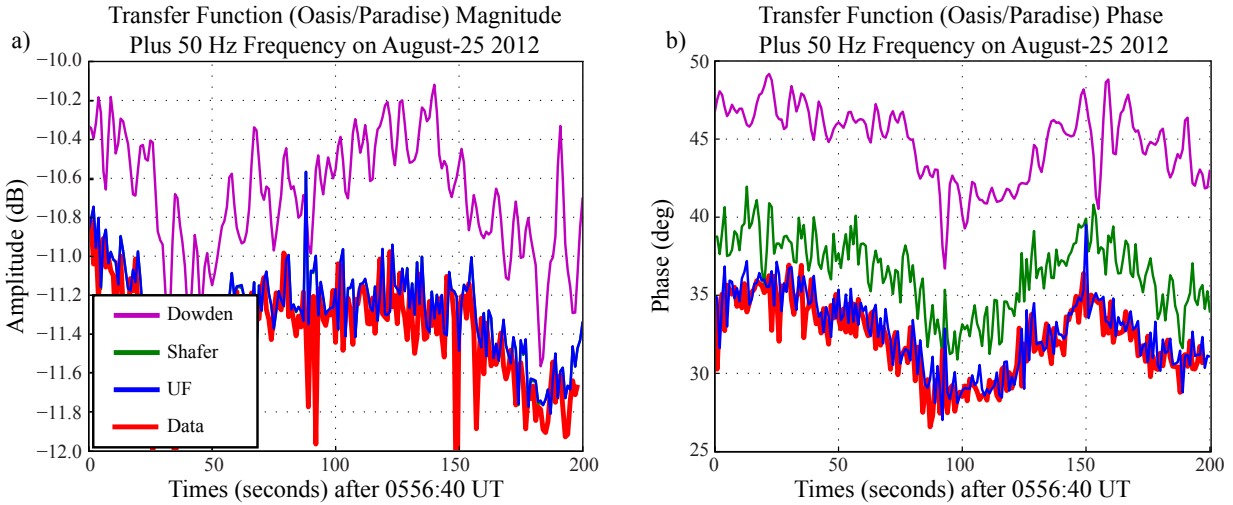 Transfer Function (Oasis/Paradise) Magnitude
Plus 50 Hz Frequency on August-25 2012
a)
Amplitude (dB)
−10.0
−10.2
−10.4
−10.6
−10.8
−11.0
−11.2
−11.4
−11.6
−11.8
−12.0
Dowden
Shafer
UF
Data
0 50 100 150 200
Times (seconds) after 0556:40 UT
Transfer Function (Oasis/Paradise) Phase
Plus 50 Hz Frequency on August-25 2012
b)
Phase (deg)
50
45
40
35
30
25
0 50 100 150 200
Times (seconds) after 0556:40 UT